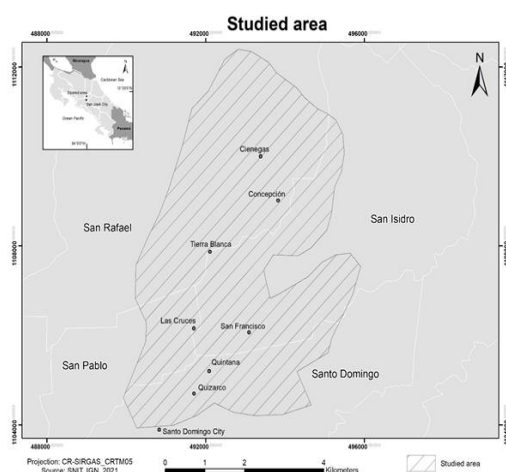 Studied area
488000 492000 496000
1112000
N
Nicaragua
Caribbean Sea
San José City
Ocean Pacific
Panama
Cienegas
Concepción
San Isidro
San Rafael
1108000
Tierra Blanca
Las Cruces
San Francisco
San Pablo
Quintana
Santo Domingo
Quizarco
Santo Domingo City
1104000
488000 492000 496000
Projection: CR-SIRGAS_CRTM05
Source: SNIT_IGN, 2021
0 1 2 4
Kilometers
Studied area